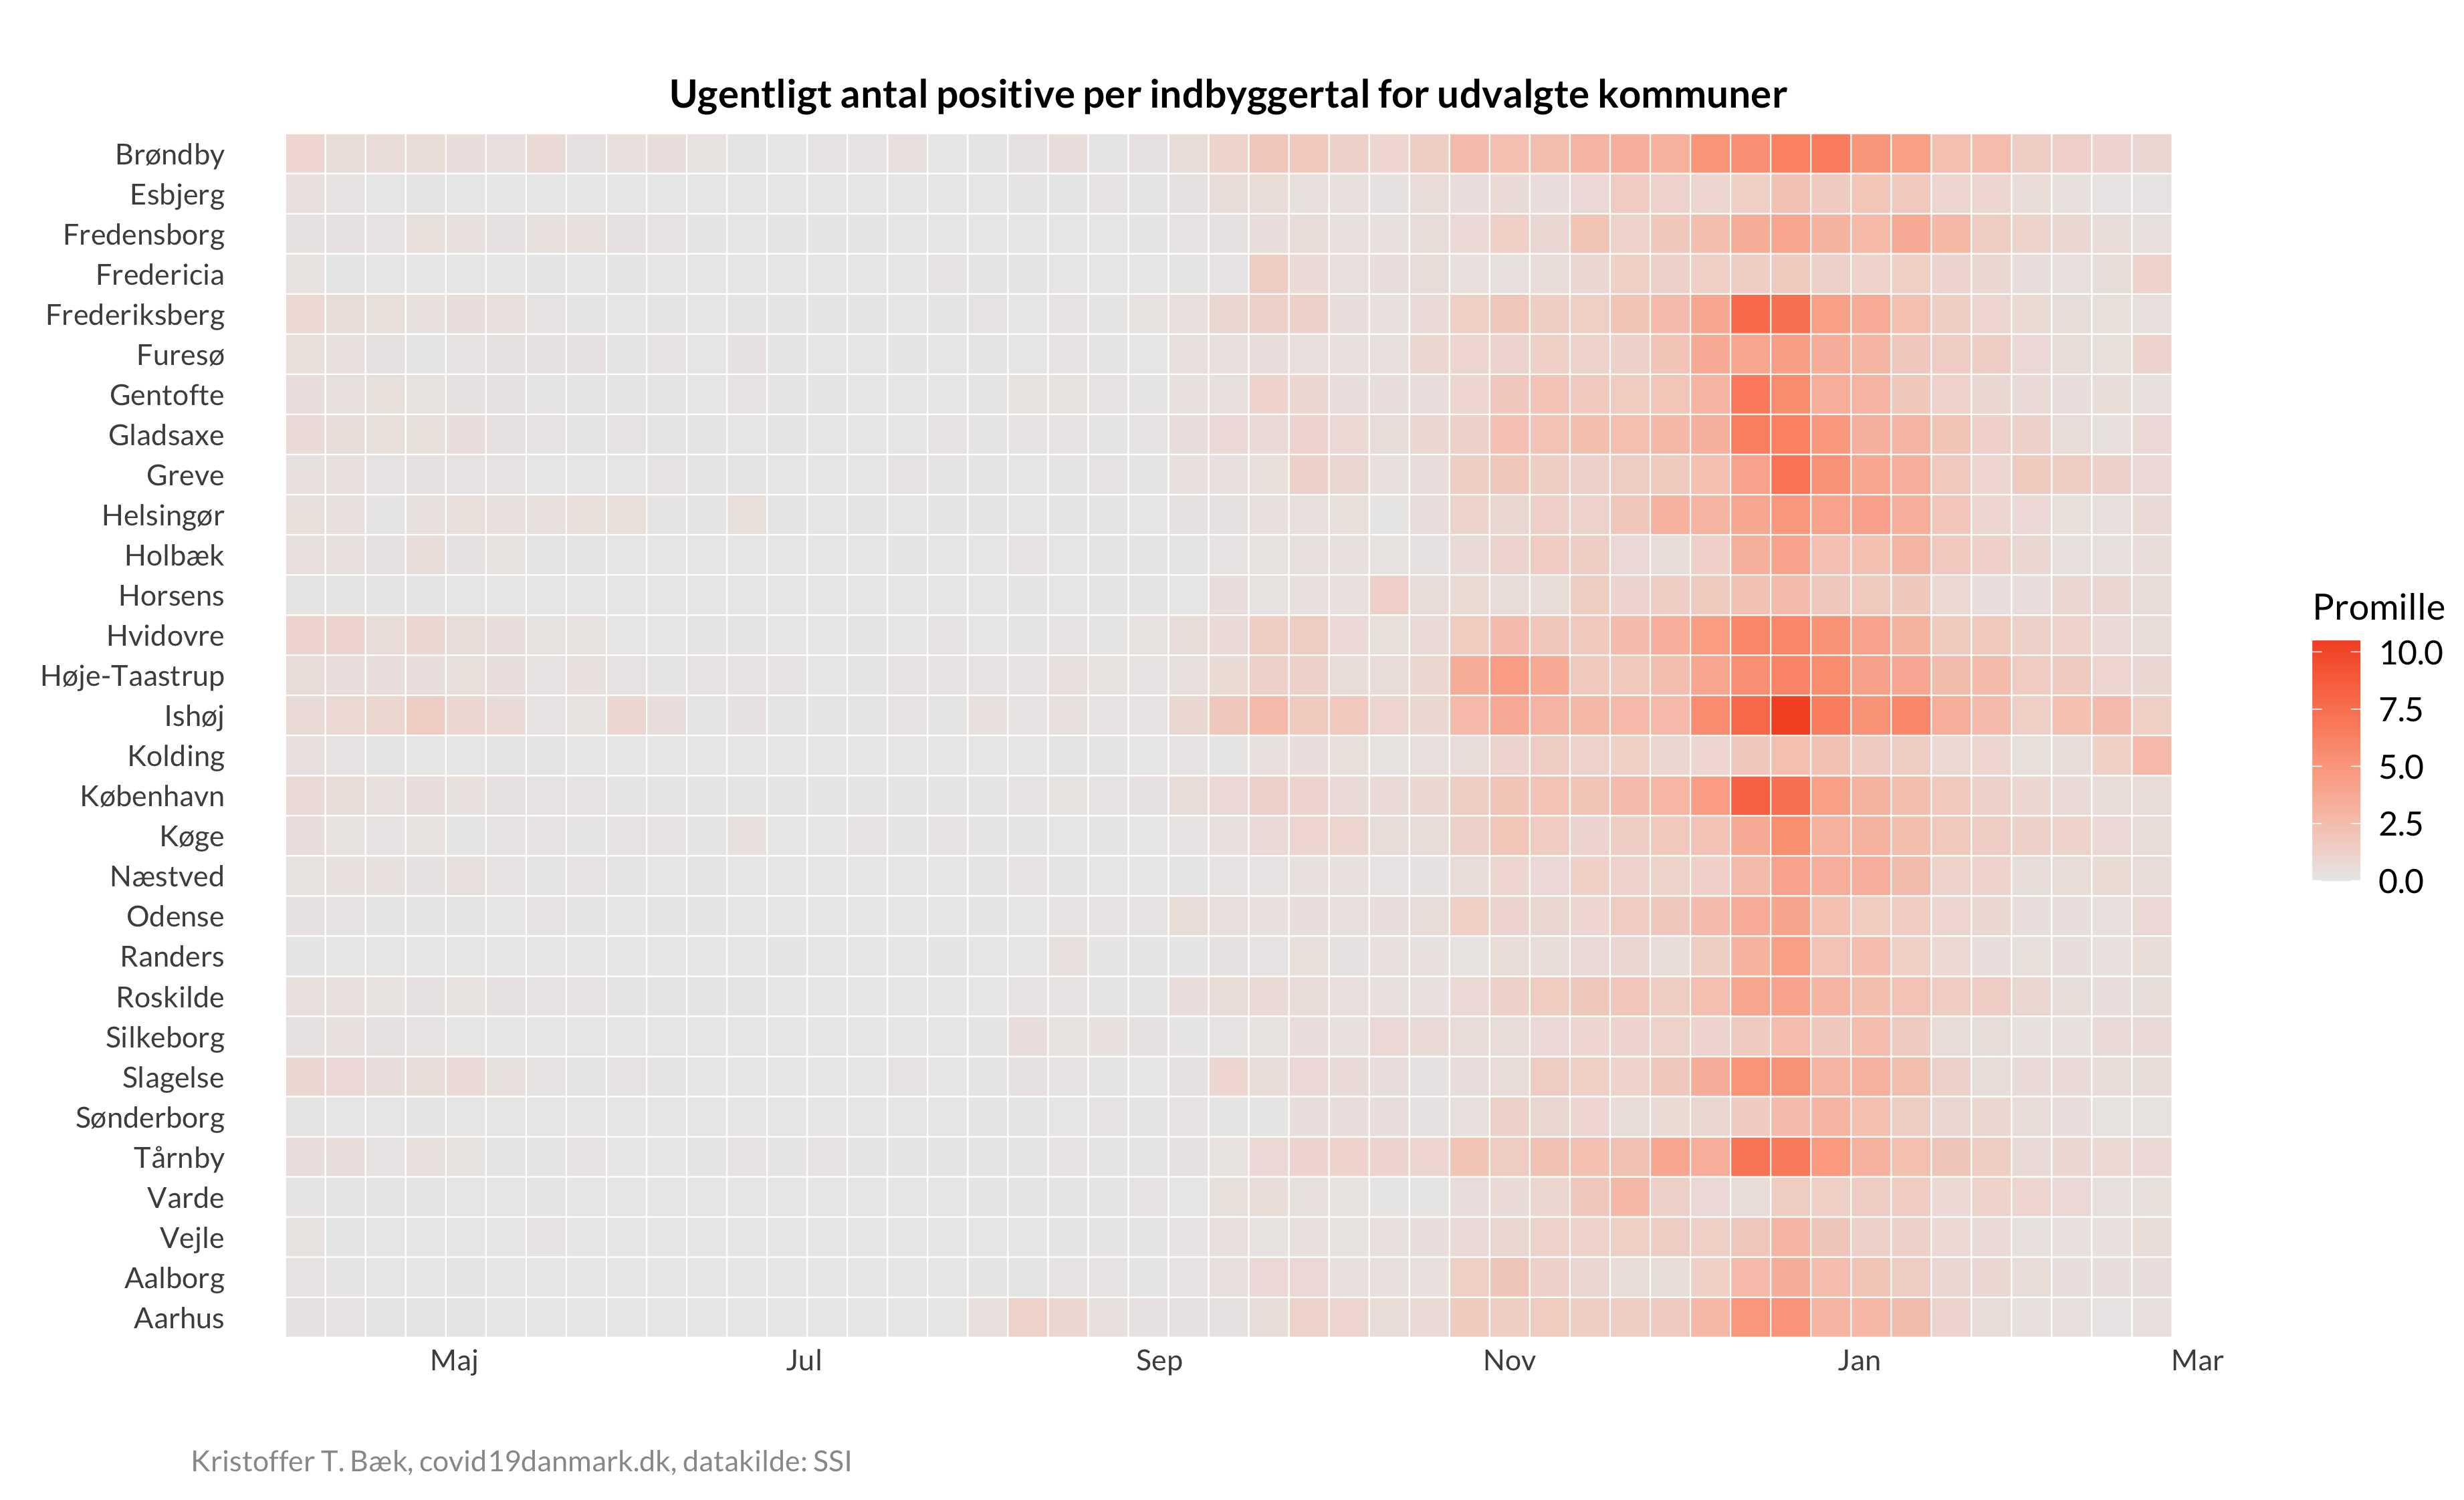 Ugentligt antal positive per indbyggertal for udvalgte kommuner
Brøndby
Esbjerg
Fredensborg
Fredericia
Frederiksberg
Furesø
Gentofte
Gladsaxe
Greve
Helsingør
Holbæk
Horsens
Hvidovre
Høje-Taastrup
Ishøj
Kolding
København
Køge
Næstved
Odense
Randers
Roskilde
Silkeborg
Slagelse
Sønderborg
Tårnby
Varde
Vejle
Aalborg
Aarhus
Maj Jul Sep Nov Jan Mar
Promille
10.0
7.5
5.0
2.5
0.0
Kristoffer T. Bæk, covid19danmark.dk, datakilde: SSI